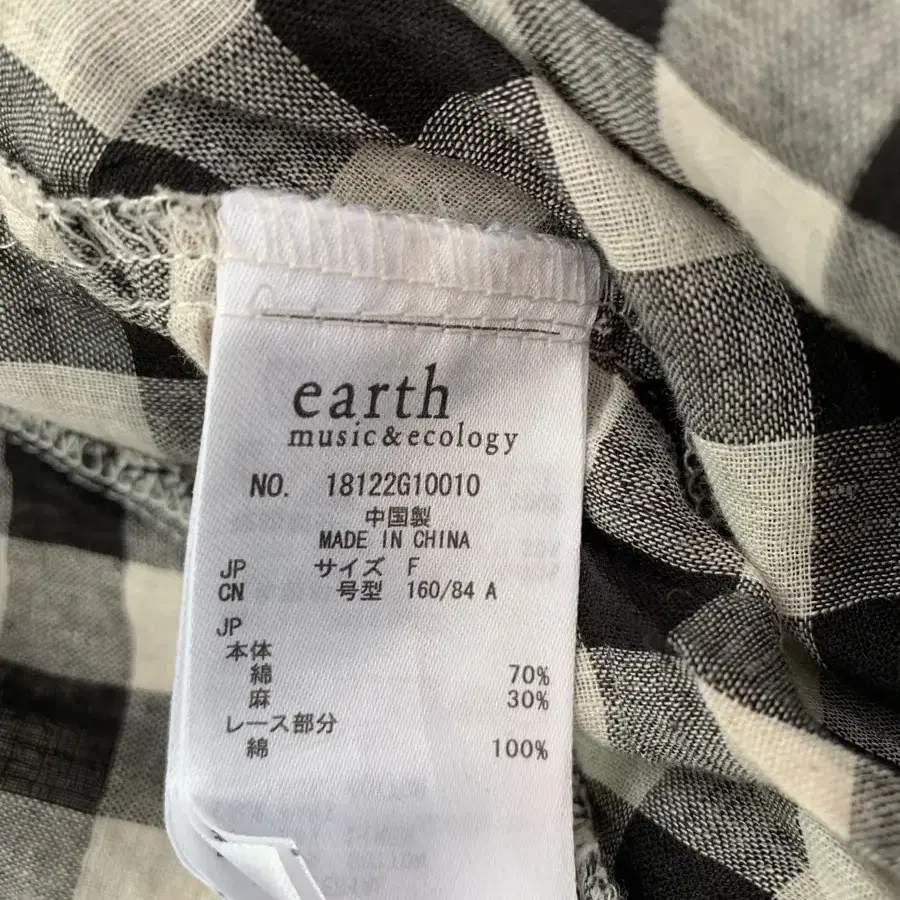 earth
music&ecology
NO. 18122G10010
中国製
MADE IN CHINA
JP サイズ F
CN 号型 160/84 A
JP
本体
綿 70%
麻 30%
レース部分
綿 100%